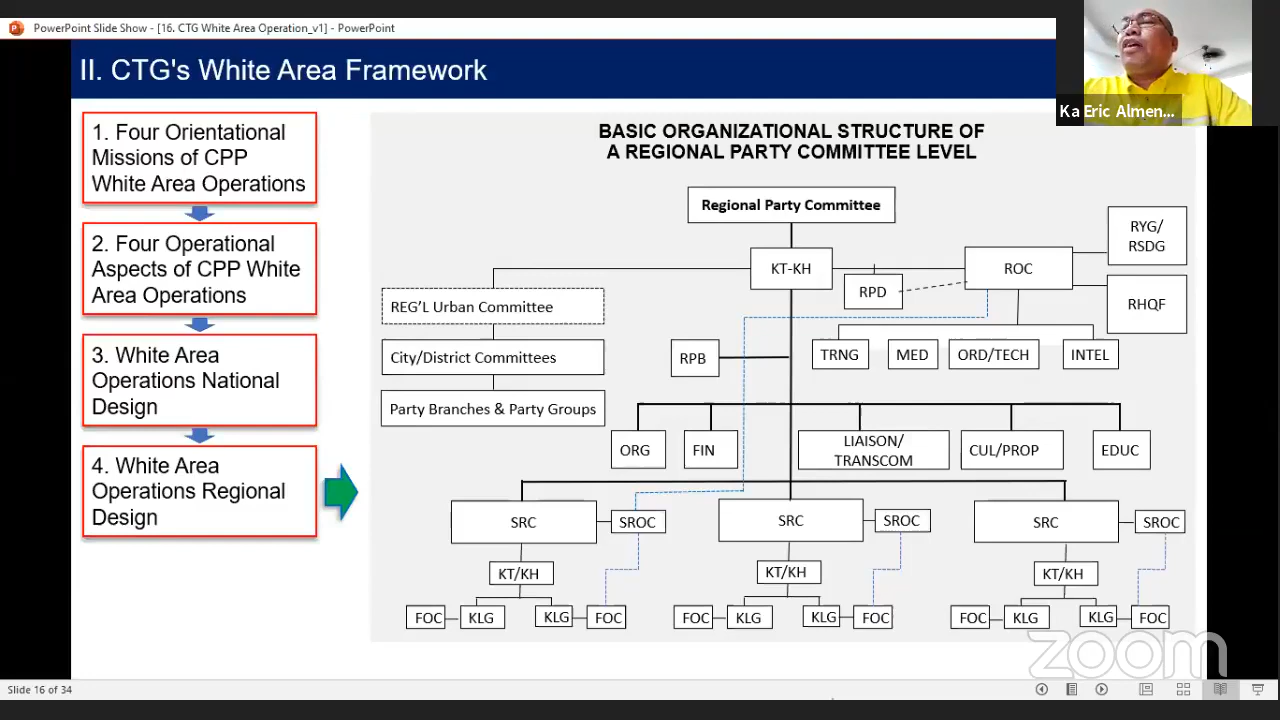 PowerPoint Slide Show - [16. CTG White Area Operation_v1] - PowerPoint
II. CTG's White Area Framework
Ka Eric Almen...
1. Four Orientational
Missions of CPP
White Area Operations
2. Four Operational
Aspects of CPP White
Area Operations
3. White Area
Operations National
Design
4. White Area
Operations Regional
Design
BASIC ORGANIZATIONAL STRUCTURE OF
A REGIONAL PARTY COMMITTEE LEVEL
Regional Party Committee
RYG/
RSDG
KT-KH
ROC
RPD
RHQF
REG'L Urban Committee
City/District Committees
Party Branches & Party Groups
RPB
TRNG
MED
ORD/TECH
INTEL
ORG
FIN
LIAISON/
TRANSCOM
CUL/PROP
EDUC
SRC
SROC
SRC
SROC
SRC
SROC
KT/KH
KT/KH
KT/KH
FOC
KLG
KLG
FOC
FOC
KLG
KLG
FOC
FOC
KLG
KLG
FOC
zoom
Slide 16 of 34